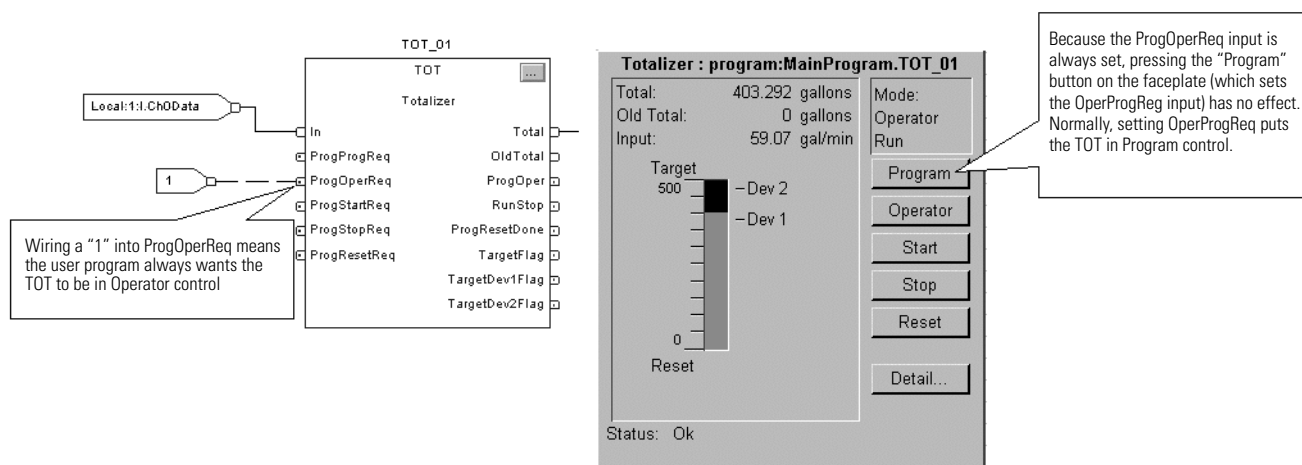 TOT_01
TOT
...
Totalizer
Local:1:I.Ch0Data
In
Total
ProgProgReq
OldTotal
1
ProgOperReq
ProgOper
ProgStartReq
RunStop
ProgStopReq
ProgResetDone
ProgResetReq
TargetFlag
TargetDev1Flag
TargetDev2Flag
Wiring a “1” into ProgOperReq means
the user program always wants the
TOT to be in Operator control
Totalizer : program:MainProgram.TOT_01
Total: 403.292 gallons
Old Total: 0 gallons
Input: 59.07 gal/min
Mode:
Operator
Run
Target
500
Dev 2
Dev 1
0
Reset
Program
Operator
Start
Stop
Reset
Detail...
Status: Ok
Because the ProgOperReq input is
always set, pressing the “Program”
button on the faceplate (which sets
the OperProgReg input) has no effect.
Normally, setting OperProgReq puts
the TOT in Program control.